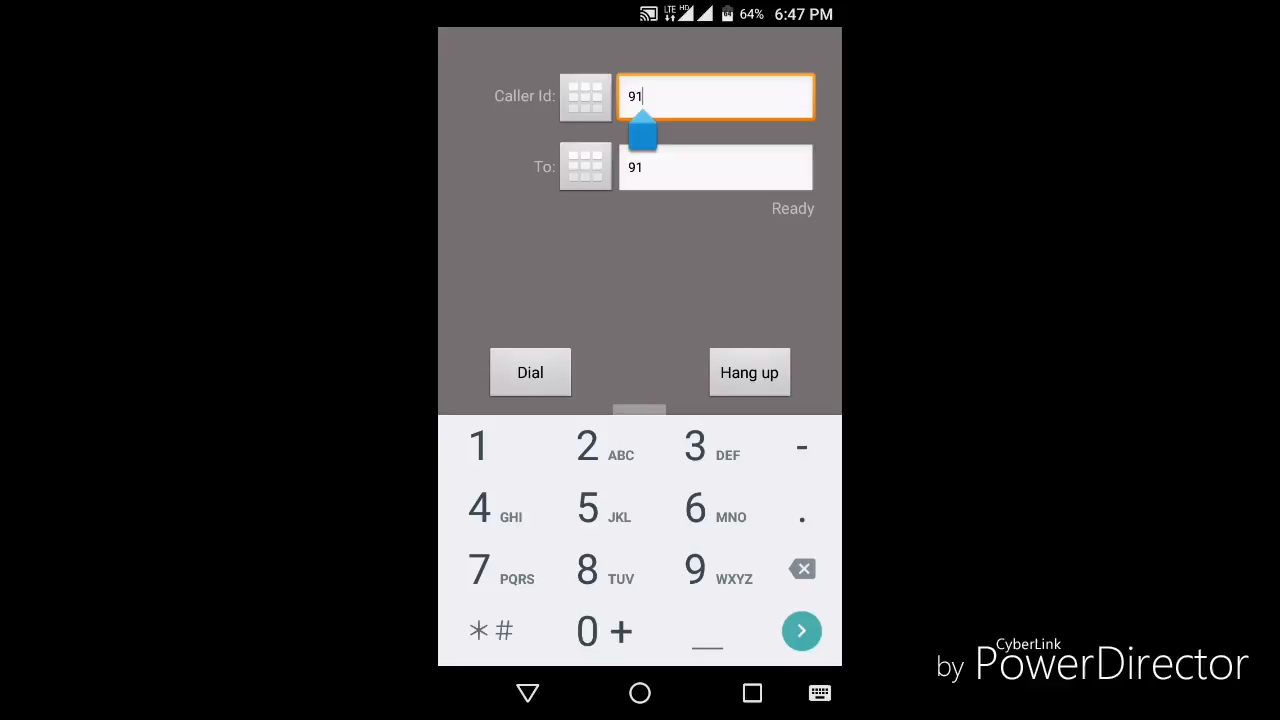 LTE HD 64% 6:47 PM
Caller Id: 91
To: 91
Ready
Dial Hang up
1 2 ABC 3 DEF -
4 GHI 5 JKL 6 MNO .
7 PQRS 8 TUV 9 WXYZ
*# 0 + _
CyberLink
by PowerDirector